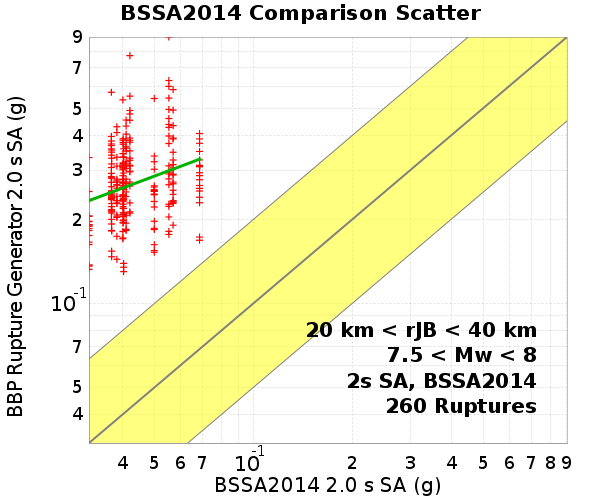 BSSA2014 Comparison Scatter
BBP Rupture Generator 2.0 s SA (g)
9
7
5
4
3
2
10-1
7
5
4
20 km < rJB < 40 km
7.5 < Mw < 8
2s SA, BSSA2014
260 Ruptures
4 5 6 7 10-1 2 3 4 5 6 7 8 9
BSSA2014 2.0 s SA (g)